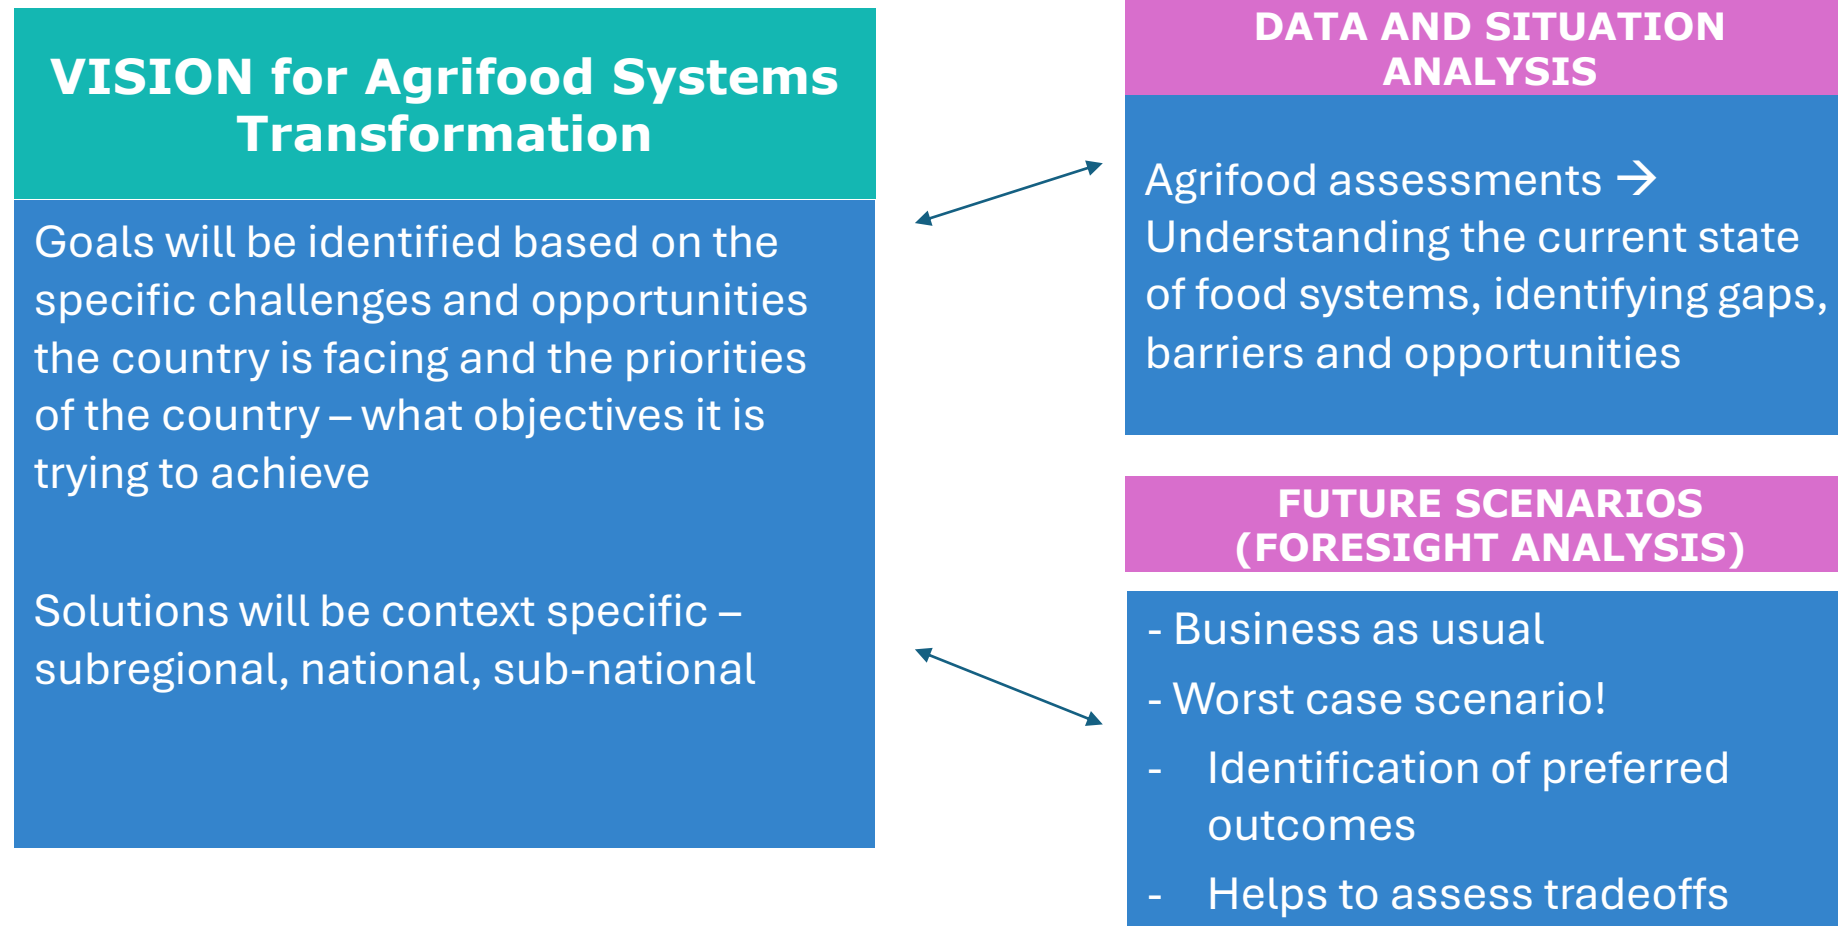 VISION for Agrifood Systems
Transformation
Goals will be identified based on the
specific challenges and opportunities
the country is facing and the priorities
of the country – what objectives it is
trying to achieve
Solutions will be context specific –
subregional, national, sub-national
DATA AND SITUATION
ANALYSIS
Agrifood assessments →
Understanding the current state
of food systems, identifying gaps,
barriers and opportunities
FUTURE SCENARIOS
(FORESIGHT ANALYSIS)
- Business as usual
- Worst case scenario!
- Identification of preferred
outcomes
- Helps to assess tradeoffs